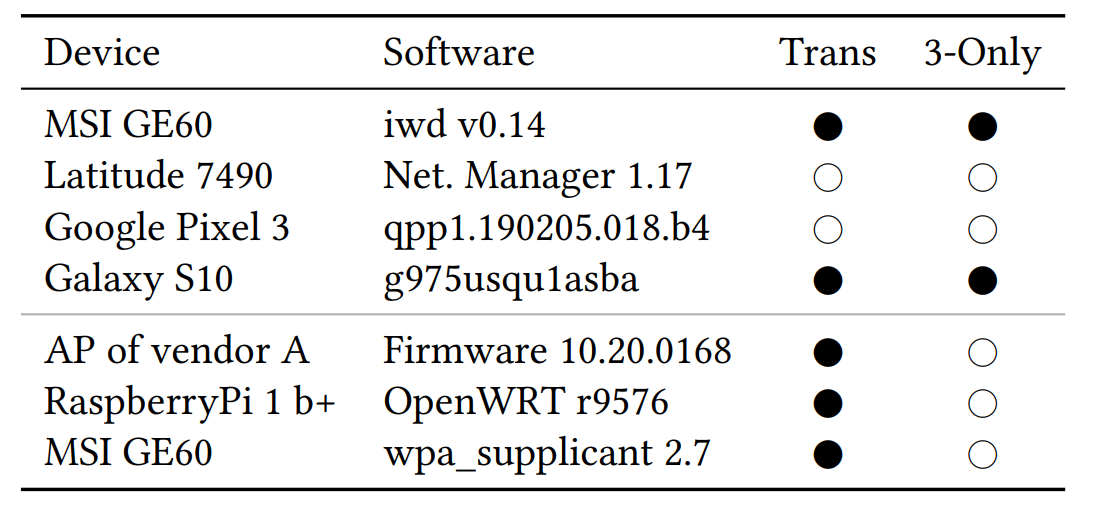 Device Software Trans 3-Only
MSI GE60 iwd v0.14 ● ●
Latitude 7490 Net. Manager 1.17 ○ ○
Google Pixel 3 qpp1.190205.018.b4 ○ ○
Galaxy S10 g975usqu1asba ● ●
AP of vendor A Firmware 10.20.0168 ● ○
RaspberryPi 1 b+ OpenWRT r9576 ● ○
MSI GE60 wpa_supplicant 2.7 ● ○